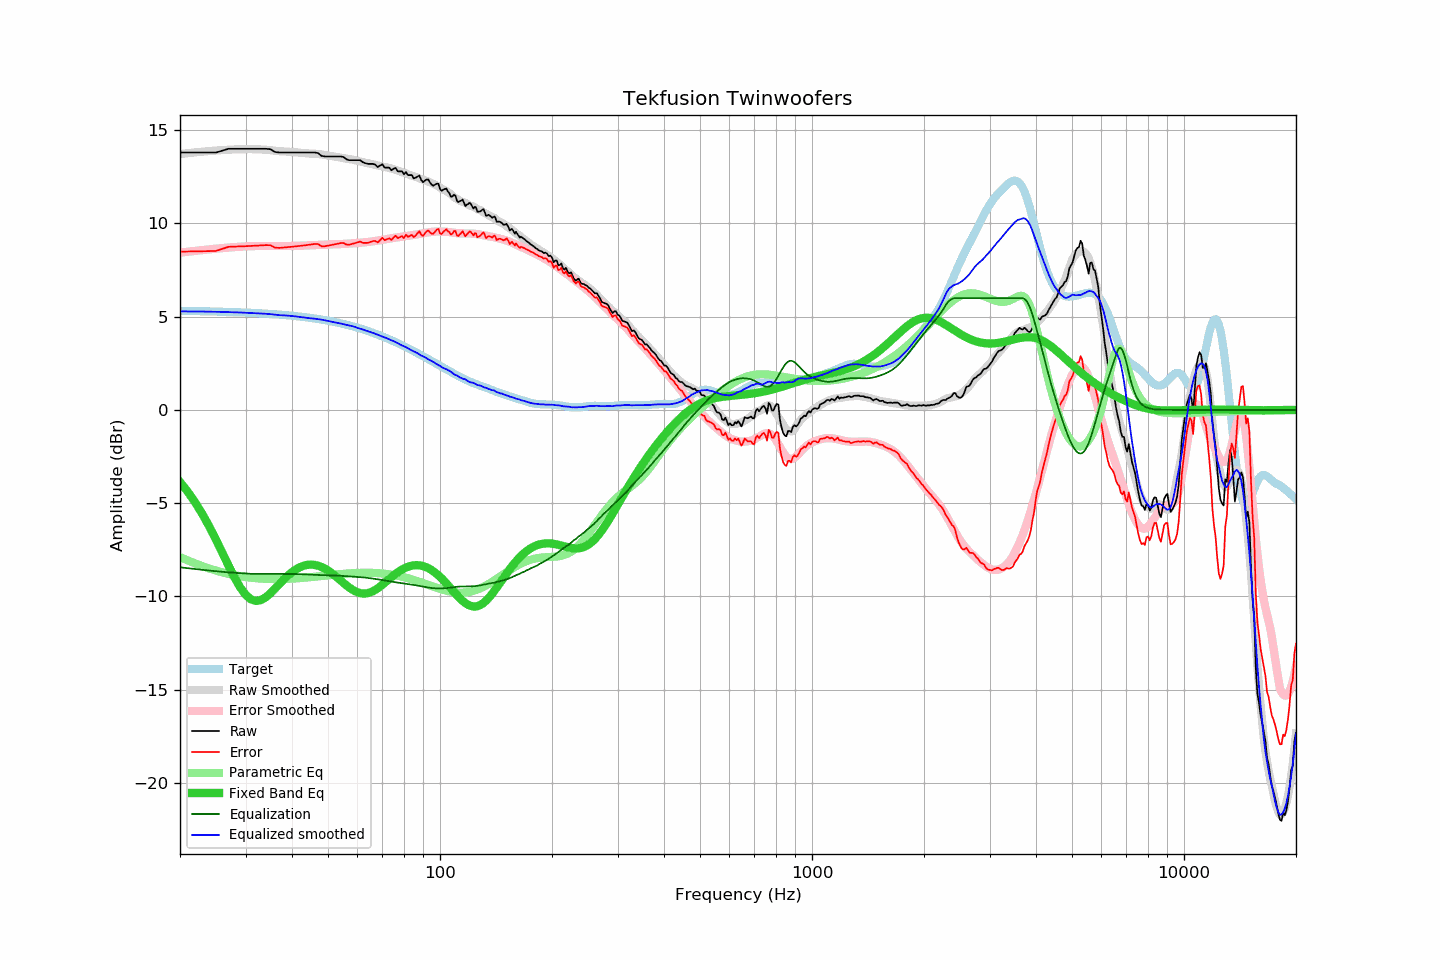 Tekfusion Twinwoofers
15
10
5
0
−5
−10
−15
−20
Amplitude (dBr)
Target
Raw Smoothed
Error Smoothed
Raw
Error
Parametric Eq
Fixed Band Eq
Equalization
Equalized smoothed
100 1000 10000
Frequency (Hz)